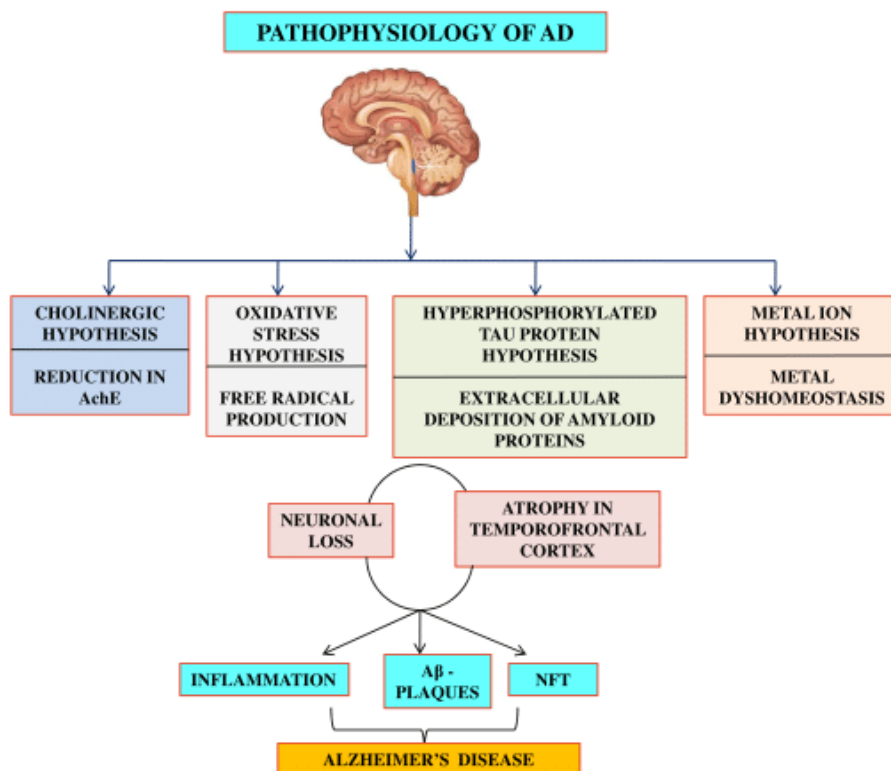 PATHOPHYSIOLOGY OF AD
CHOLINERGIC
HYPOTHESIS
REDUCTION IN
AchE
OXIDATIVE
STRESS
HYPOTHESIS
FREE RADICAL
PRODUCTION
HYPERPHOSPHORYLATED
TAU PROTEIN
HYPOTHESIS
EXTRACELLULAR
DEPOSITION OF AMYLOID
PROTEINS
METAL ION
HYPOTHESIS
METAL
DYSHOMEOSTASIS
NEURONAL
LOSS
ATROPHY IN
TEMPOROFRONTAL
CORTEX
INFLAMMATION
Aβ -
PLAQUES
NFT
ALZHEIMER'S DISEASE